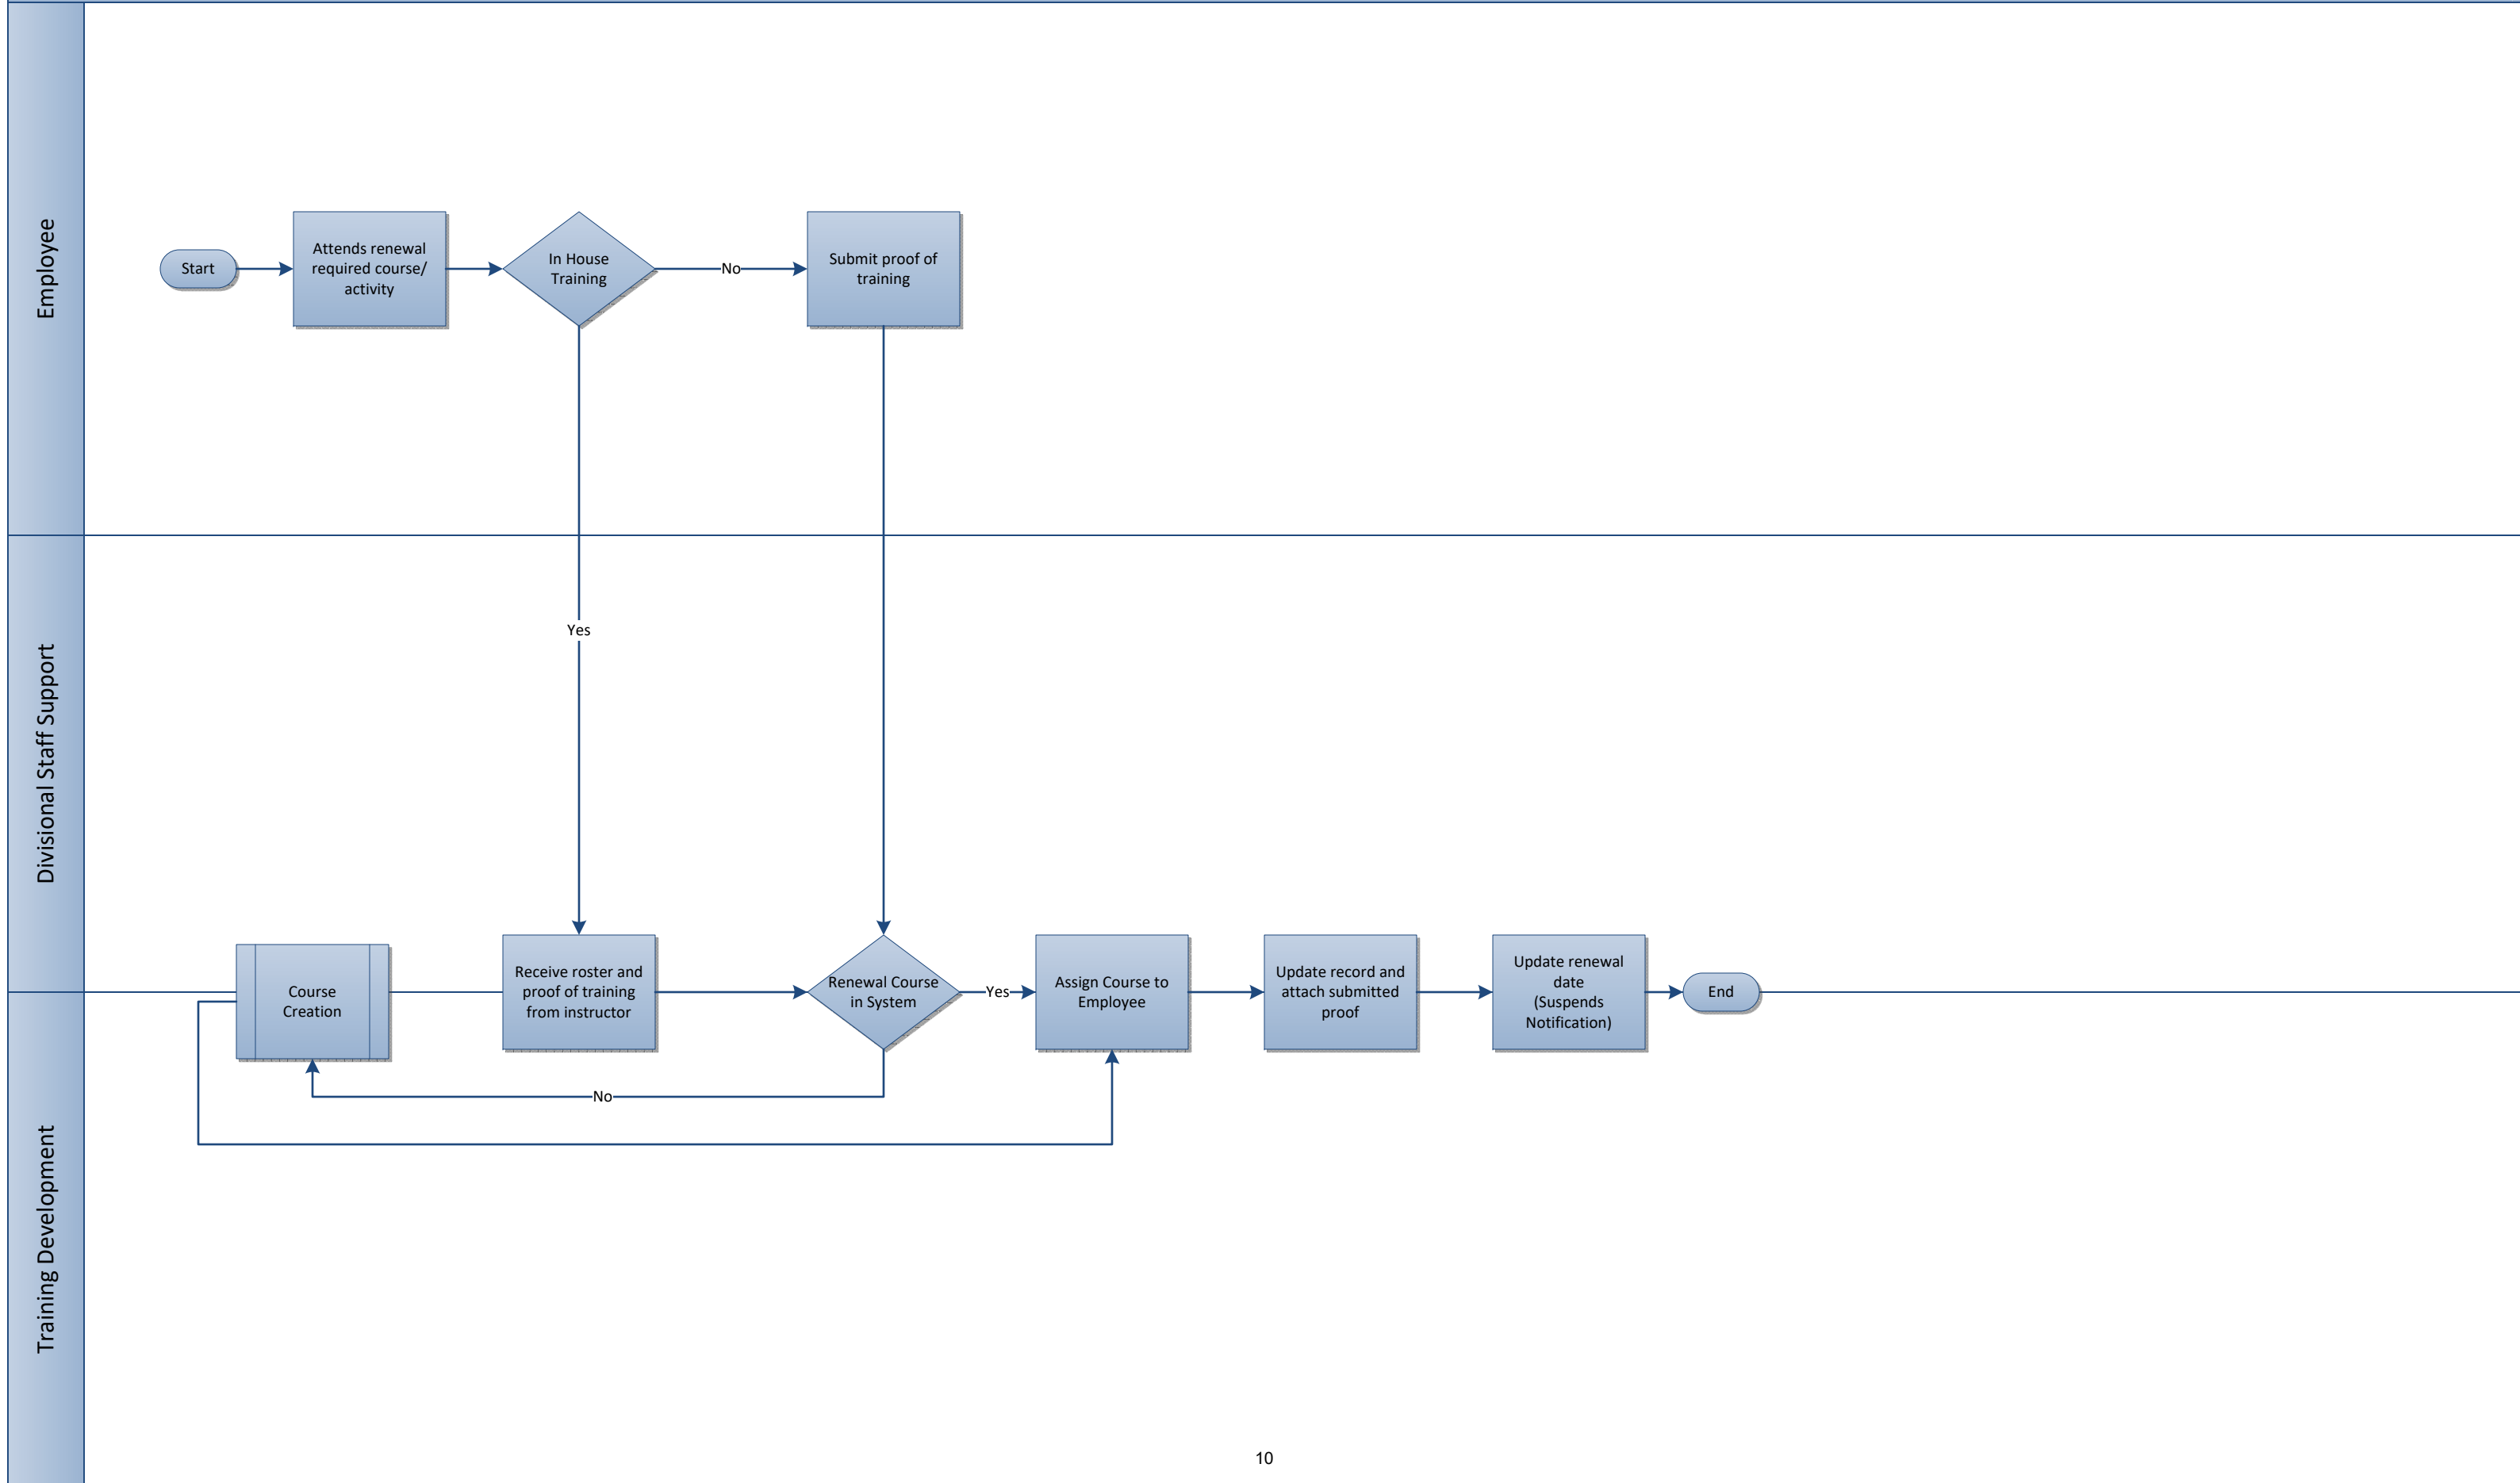 Employee
Start
Attends renewal
required course/
activity
In House
Training
No
Submit proof of
training
Yes
Divisional Staff Support
Course
Creation
Receive roster and
proof of training
from instructor
Renewal Course
in System
Yes
Assign Course to
Employee
Update record and
attach submitted
proof
Update renewal
date
(Suspends
Notification)
End
No
Training Development
10